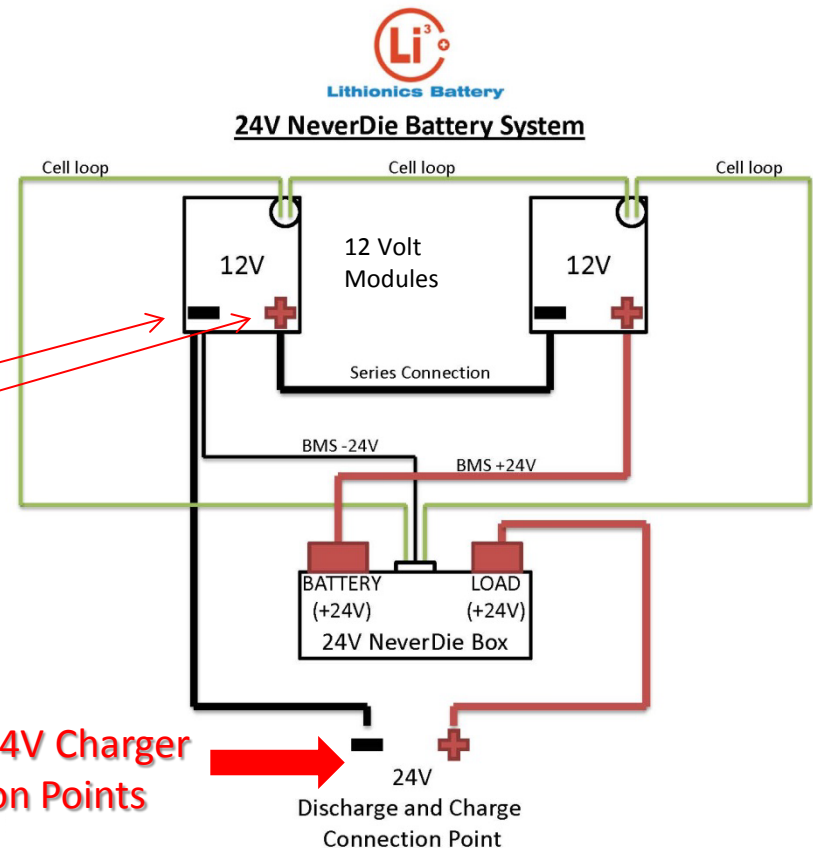 Li3+
Lithionics Battery
24V NeverDie Battery System
Cell loop
Cell loop
Cell loop
12V
12 Volt
Modules
12V
Series Connection
BMS -24V
BMS +24V
BATTERY
(+24V)
LOAD
(+24V)
24V NeverDie Box
4V Charger
on Points
24V
Discharge and Charge
Connection Point